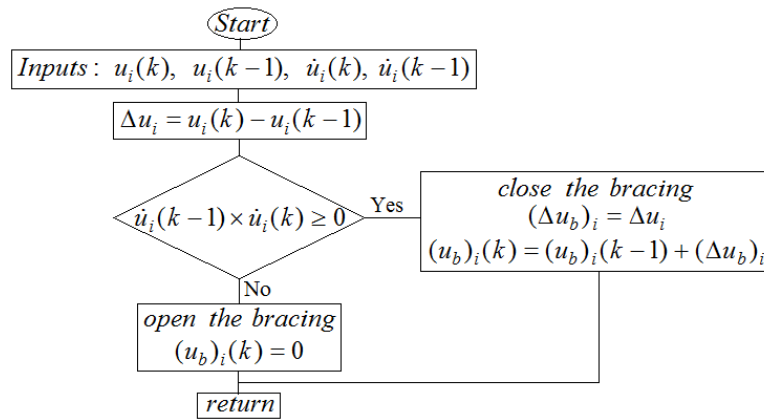 Start
Inputs: u_i(k), u_i(k−1), u̇_i(k), u̇_i(k−1)
Δu_i = u_i(k) − u_i(k−1)
u̇_i(k−1) × u̇_i(k) ≥ 0
Yes
close the bracing
(Δu_b)_i = Δu_i
(u_b)_i(k) = (u_b)_i(k−1) + (Δu_b)_i
No
open the bracing
(u_b)_i(k) = 0
return